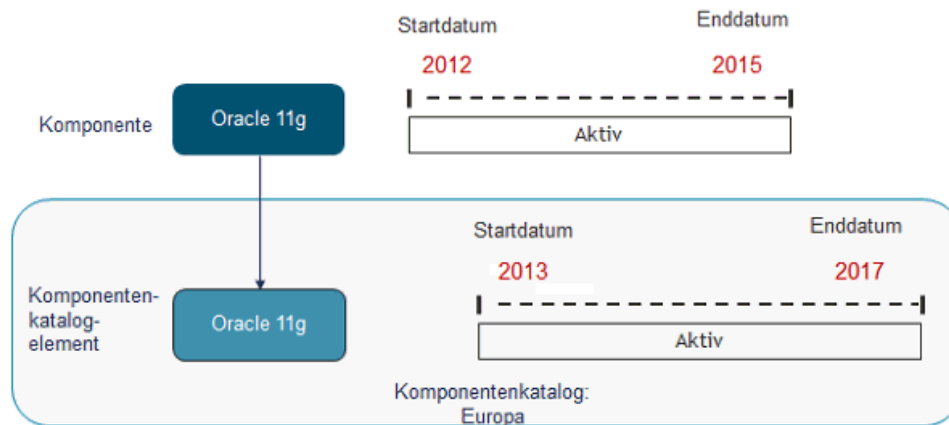 Startdatum
Enddatum
2012
2015
Komponente
Oracle 11g
Aktiv
Startdatum
Enddatum
2013
2017
Komponenten-
katalog-
element
Oracle 11g
Aktiv
Komponentenkatalog:
Europa